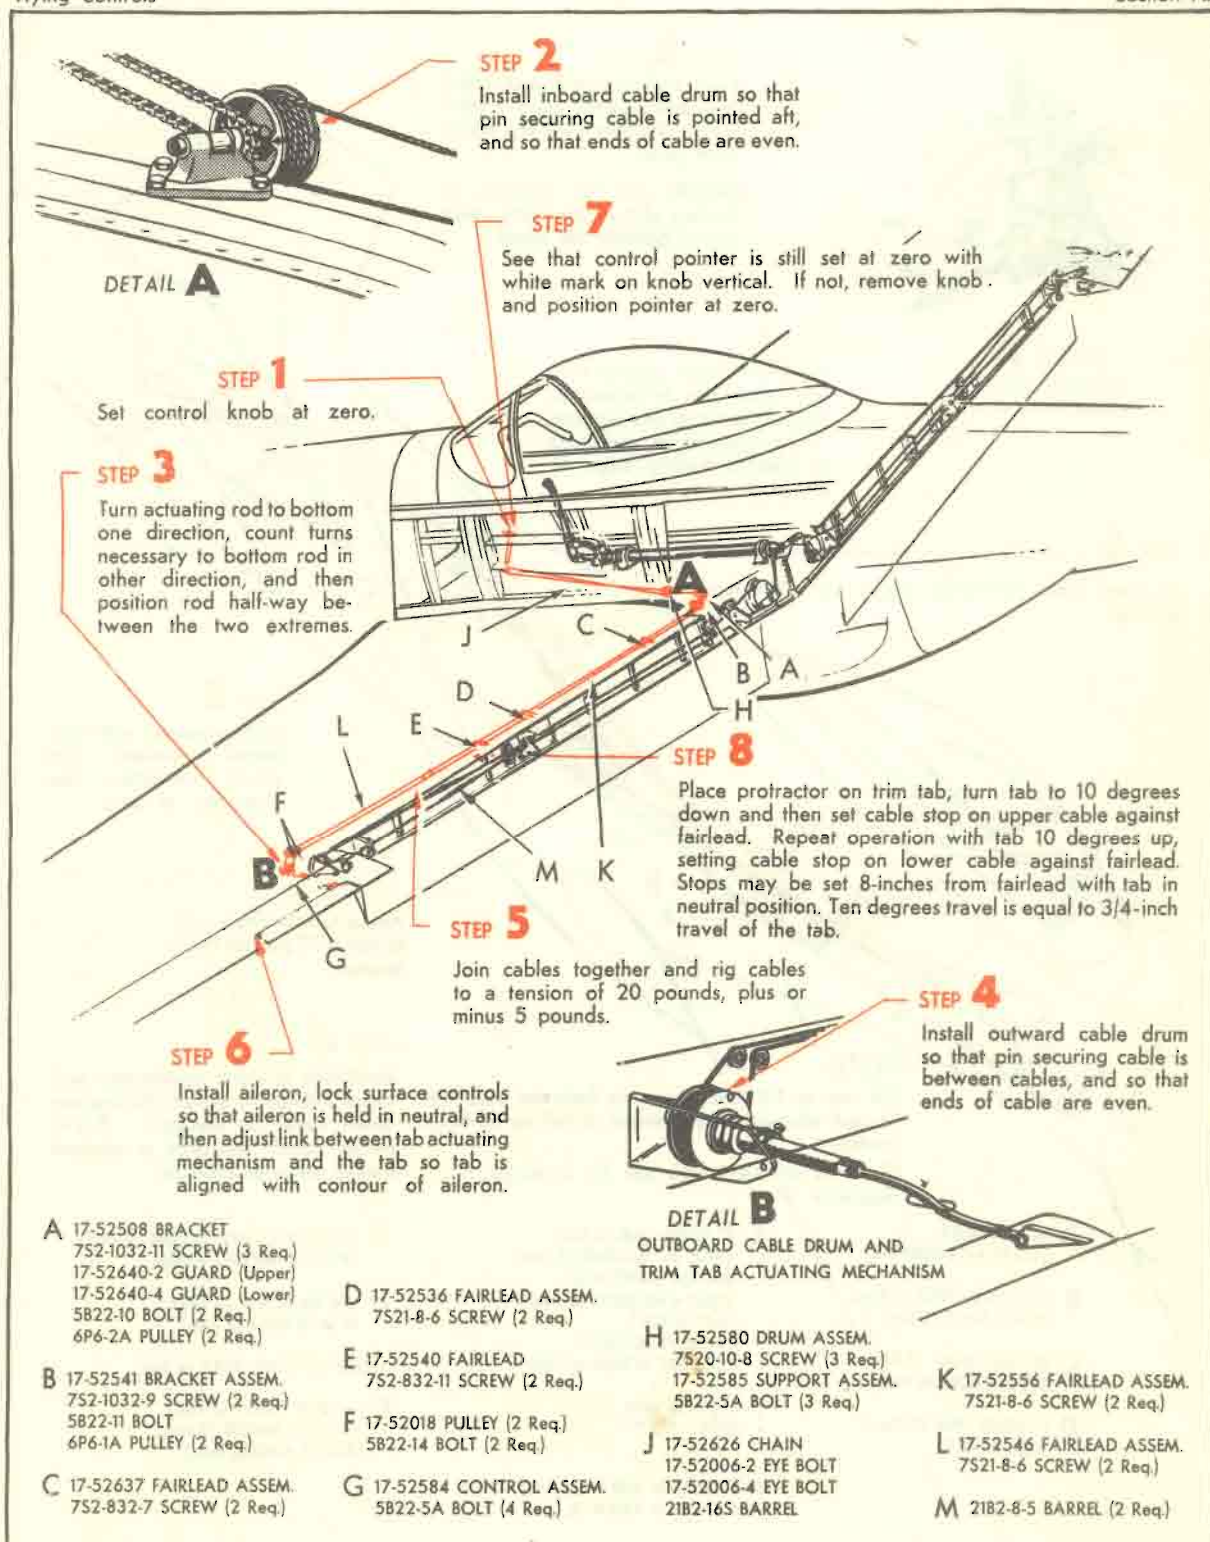 Flying Controls
STEP 2
Install inboard cable drum so that
pin securing cable is pointed aft,
and so that ends of cable are even.
DETAIL A
STEP 7
See that control pointer is still set at zero with
white mark on knob vertical. If not, remove knob
and position pointer at zero.
STEP 1
Set control knob at zero.
STEP 3
Turn actuating rod to bottom
one direction, count turns
necessary to bottom rod in
other direction, and then
position rod half-way be-
tween the two extremes.
A
J
C
B
A
D
H
E
L
STEP 8
Place protractor on trim tab, turn tab to 10 degrees
down and then set cable stop on upper cable against
fairlead. Repeat operation with tab 10 degrees up,
setting cable stop on lower cable against fairlead.
Stops may be set 8-inches from fairlead with tab in
neutral position. Ten degrees travel is equal to 3/4-inch
travel of the tab.
F
B
M
K
G
STEP 5
Join cables together and rig cables
to a tension of 20 pounds, plus or
minus 5 pounds.
STEP 4
Install outward cable drum
so that pin securing cable is
between cables, and so that
ends of cable are even.
STEP 6
Install aileron, lock surface controls
so that aileron is held in neutral, and
then adjust link between tab actuating
mechanism and the tab so tab is
aligned with contour of aileron.
DETAIL B
OUTBOARD CABLE DRUM AND
TRIM TAB ACTUATING MECHANISM
A 17-52508 BRACKET
7S2-1032-11 SCREW (3 Req.)
17-52640-2 GUARD (Upper)
17-52640-4 GUARD (Lower)
5B22-10 BOLT (2 Req.)
6P6-2A PULLEY (2 Req.)
B 17-52541 BRACKET ASSEM.
7S2-1032-9 SCREW (2 Req.)
5B22-11 BOLT
6P6-1A PULLEY (2 Req.)
C 17-52637 FAIRLEAD ASSEM.
7S2-832-7 SCREW (2 Req.)
D 17-52536 FAIRLEAD ASSEM.
7S21-8-6 SCREW (2 Req.)
E 17-52540 FAIRLEAD
7S2-832-11 SCREW (2 Req.)
F 17-52018 PULLEY (2 Req.)
5B22-14 BOLT (2 Req.)
G 17-52584 CONTROL ASSEM.
5B22-5A BOLT (4 Req.)
H 17-52580 DRUM ASSEM.
7S20-10-8 SCREW (3 Req.)
17-52585 SUPPORT ASSEM.
5B22-5A BOLT (3 Req.)
J 17-52626 CHAIN
17-52006-2 EYE BOLT
17-52006-4 EYE BOLT
21B2-16S BARREL
K 17-52556 FAIRLEAD ASSEM.
7S21-8-6 SCREW (2 Req.)
L 17-52546 FAIRLEAD ASSEM.
7S21-8-6 SCREW (2 Req.)
M 21B2-8-5 BARREL (2 Req.)